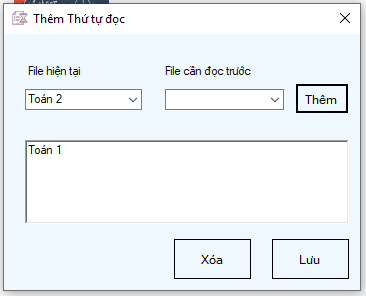 Thêm Thứ tự đọc
File hiện tại
File cần đọc trước
Toán 2
Thêm
Toán 1
Xóa
Lưu